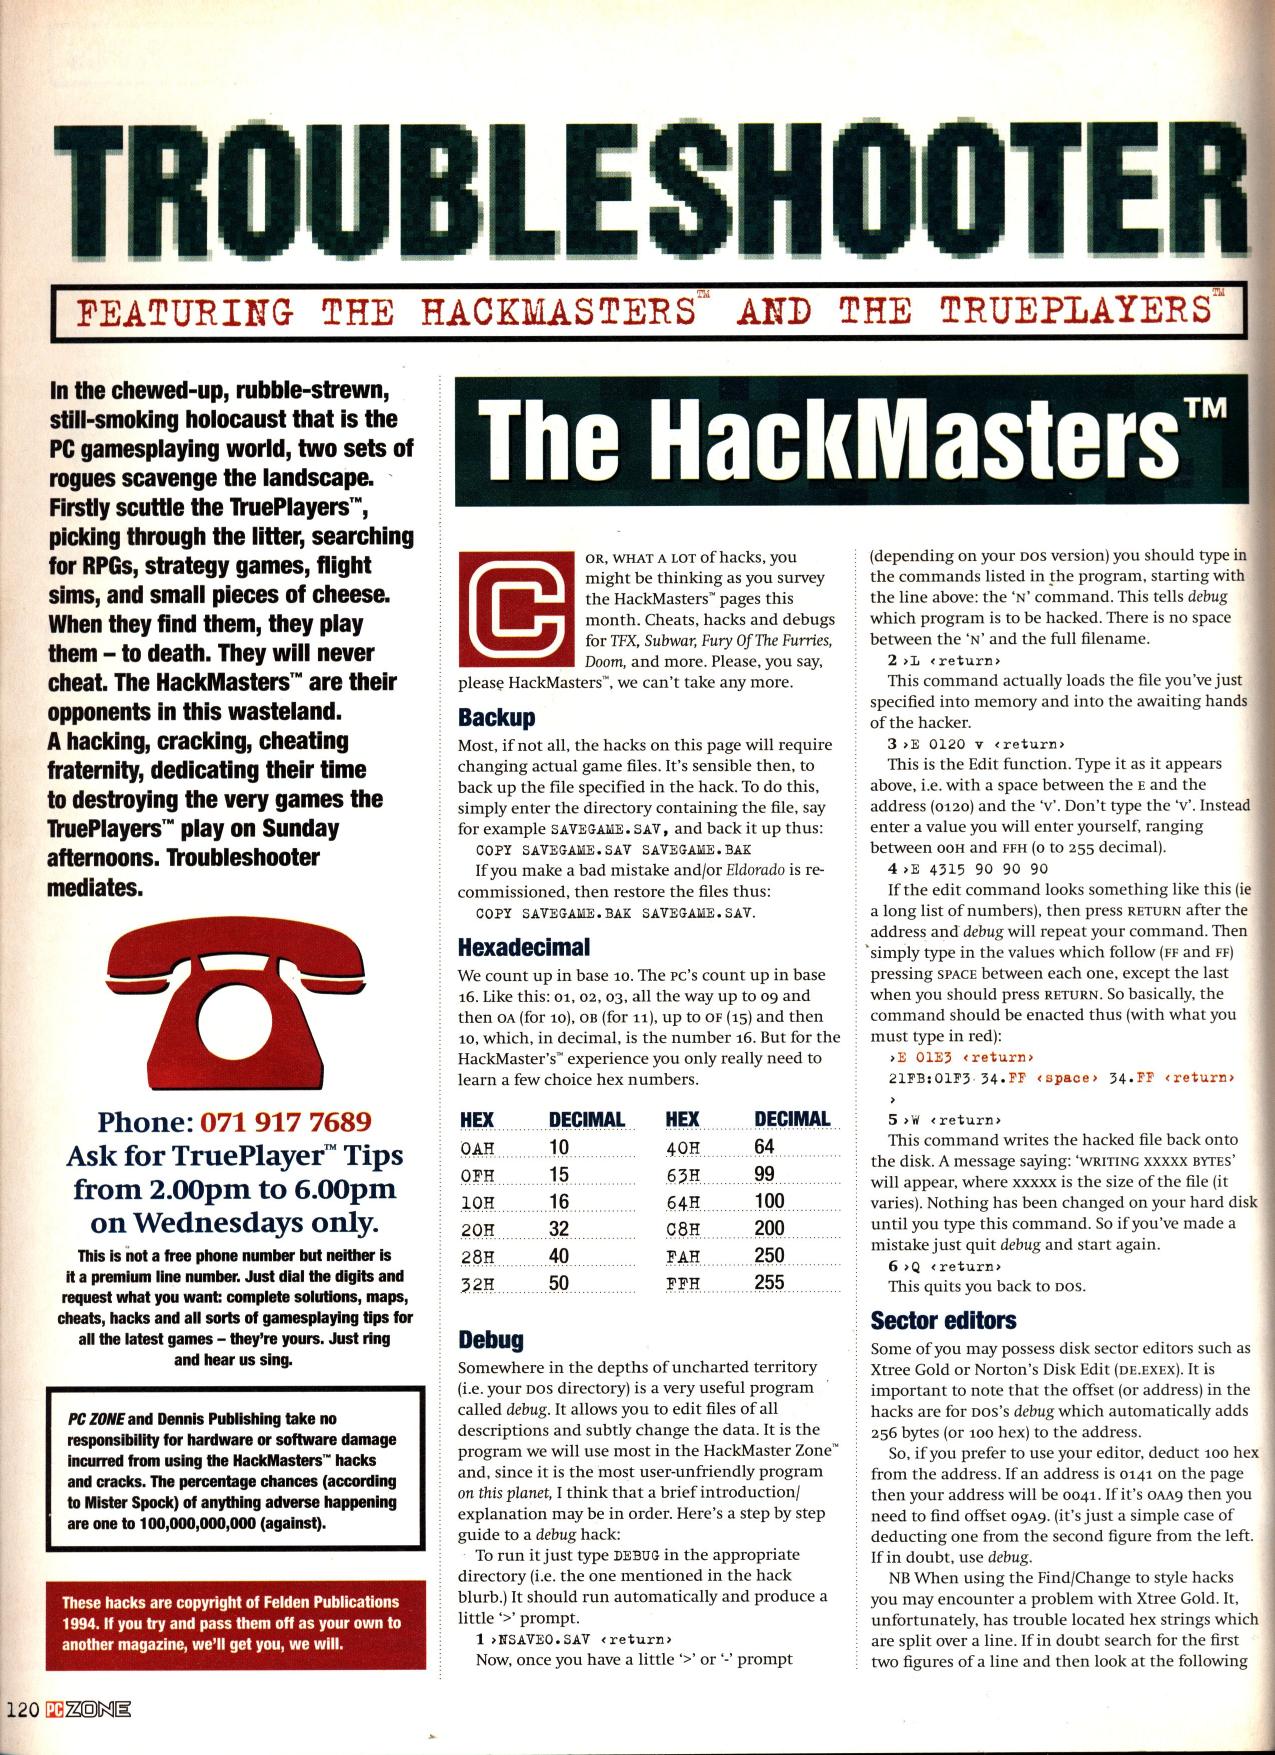 TROUBLESHOOTER
FEATURING THE HACKMASTERS™ AND THE TRUEPLAYERS™
In the chewed-up, rubble-strewn,
still-smoking holocaust that is the
PC gamesplaying world, two sets of
rogues scavenge the landscape.
Firstly scuttle the TruePlayers™,
picking through the litter, searching
for RPGs, strategy games, flight
sims, and small pieces of cheese.
When they find them, they play
them – to death. They will never
cheat. The HackMasters™ are their
opponents in this wasteland.
A hacking, cracking, cheating
fraternity, dedicating their time
to destroying the very games the
TruePlayers™ play on Sunday
afternoons. Troubleshooter
mediates.
Phone: 071 917 7689
Ask for TruePlayer™ Tips
from 2.00pm to 6.00pm
on Wednesdays only.
This is not a free phone number but neither is
it a premium line number. Just dial the digits and
request what you want: complete solutions, maps,
cheats, hacks and all sorts of gamesplaying tips for
all the latest games – they're yours. Just ring
and hear us sing.
PC ZONE and Dennis Publishing take no
responsibility for hardware or software damage
incurred from using the HackMasters™ hacks
and cracks. The percentage chances (according
to Mister Spock) of anything adverse happening
are one to 100,000,000,000 (against).
These hacks are copyright of Felden Publications
1994. If you try and pass them off as your own to
another magazine, we'll get you, we will.
The HackMasters™
COR, WHAT A LOT of hacks, you
might be thinking as you survey
the HackMasters™ pages this
month. Cheats, hacks and debugs
for TFX, Subwar, Fury Of The Furries,
Doom, and more. Please, you say,
please HackMasters™, we can't take any more.
Backup
Most, if not all, the hacks on this page will require
changing actual game files. It's sensible then, to
back up the file specified in the hack. To do this,
simply enter the directory containing the file, say
for example SAVEGAME.SAV, and back it up thus:
COPY SAVEGAME.SAV SAVEGAME.BAK
If you make a bad mistake and/or Eldorado is re-
commissioned, then restore the files thus:
COPY SAVEGAME.BAK SAVEGAME.SAV.
Hexadecimal
We count up in base 10. The PC's count up in base
16. Like this: 01, 02, 03, all the way up to 09 and
then 0A (for 10), 0B (for 11), up to 0F (15) and then
10, which, in decimal, is the number 16. But for the
HackMaster's™ experience you only really need to
learn a few choice hex numbers.
HEX DECIMAL HEX DECIMAL
0AH 10 40H 64
0FH 15 63H 99
10H 16 64H 100
20H 32 C8H 200
28H 40 FAH 250
32H 50 FFH 255
Debug
Somewhere in the depths of uncharted territory
(i.e. your DOS directory) is a very useful program
called debug. It allows you to edit files of all
descriptions and subtly change the data. It is the
program we will use most in the HackMaster Zone™
and, since it is the most user-unfriendly program
on this planet, I think that a brief introduction/
explanation may be in order. Here's a step by step
guide to a debug hack:
To run it just type DEBUG in the appropriate
directory (i.e. the one mentioned in the hack
blurb.) It should run automatically and produce a
little '>' prompt.
1 >NSAVE0.SAV <return>
Now, once you have a little '>' or '-' prompt
(depending on your DOS version) you should type in
the commands listed in the program, starting with
the line above: the 'N' command. This tells debug
which program is to be hacked. There is no space
between the 'N' and the full filename.
2 >L <return>
This command actually loads the file you've just
specified into memory and into the awaiting hands
of the hacker.
3 >E 0120 v <return>
This is the Edit function. Type it as it appears
above, i.e. with a space between the E and the
address (0120) and the 'v'. Don't type the 'v'. Instead
enter a value you will enter yourself, ranging
between 00H and FFH (0 to 255 decimal).
4 >E 4315 90 90 90
If the edit command looks something like this (ie
a long list of numbers), then press RETURN after the
address and debug will repeat your command. Then
simply type in the values which follow (FF and FF)
pressing SPACE between each one, except the last
when you should press RETURN. So basically, the
command should be enacted thus (with what you
must type in red):
>E 01E3 <return>
21FB:01F3 34.FF <space> 34.FF <return>
>
5 >W <return>
This command writes the hacked file back onto
the disk. A message saying: 'WRITING XXXXX BYTES'
will appear, where XXXXX is the size of the file (it
varies). Nothing has been changed on your hard disk
until you type this command. So if you've made a
mistake just quit debug and start again.
6 >Q <return>
This quits you back to DOS.
Sector editors
Some of you may possess disk sector editors such as
Xtree Gold or Norton's Disk Edit (DE.EXEX). It is
important to note that the offset (or address) in the
hacks are for DOS's debug which automatically adds
256 bytes (or 100 hex) to the address.
So, if you prefer to use your editor, deduct 100 hex
from the address. If an address is 0141 on the page
then your address will be 0041. If it's 0AA9 then you
need to find offset 09A9. (it's just a simple case of
deducting one from the second figure from the left.
If in doubt, use debug.
NB When using the Find/Change to style hacks
you may encounter a problem with Xtree Gold. It,
unfortunately, has trouble located hex strings which
are split over a line. If in doubt search for the first
two figures of a line and then look at the following
120 PC ZONE